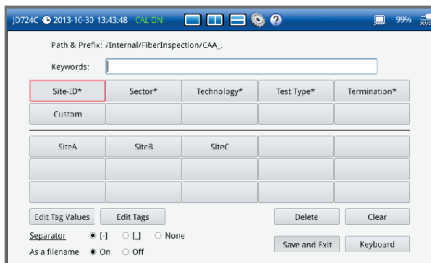 JD724C 2013-10-30 13:43:48 CAL ON 99%
Path & Prefix: /Internal/FiberInspection/CAA_.
Keywords:
Site-ID* Sector* Technology* Test Type* Termination*
Custom
SiteA SiteB SiteC
Edit Tag Values Edit Tags Delete Clear
Separator [-] [_] None
Save and Exit Keyboard
As a filename On Off